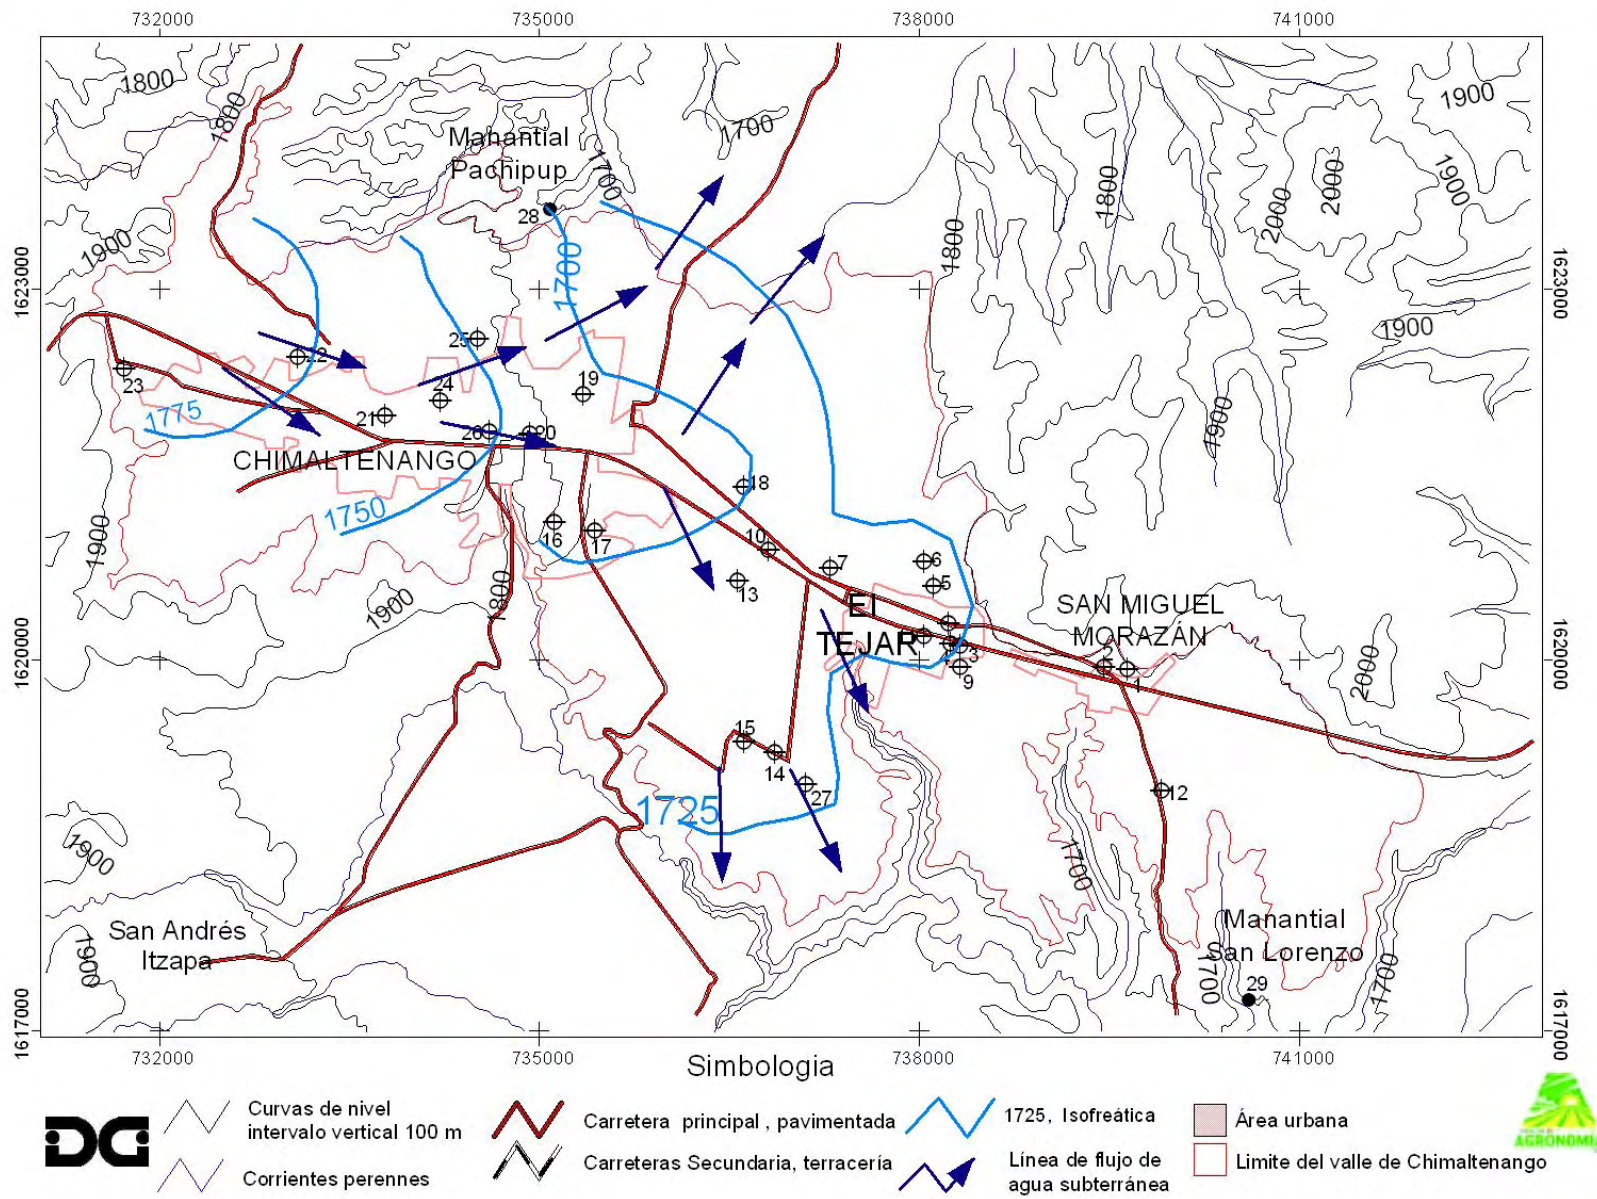 732000
735000
738000
741000
1800
1900
1800
1700
Manantial
Pachipup
1700
1900
2000
2000
1800
28
1900
1800
1900
1623000
1700
1623000
1900
25
22
23
24
19
1775
21
20
20
1900
CHIMALTENANGO
18
1750
1900
16
17
10
7
6
5
13
1800
1900
El
TEJAR
SAN MIGUEL
MORAZÁN
1620000
3
9
2
1
2000
1620000
15
14
27
12
1725
1900
1700
San Andrés
Itzapa
1900
Manantial
San Lorenzo
1700
29
1700
1617000
1617000
732000
735000
738000
741000
Simbologia
DG
Curvas de nivel
intervalo vertical 100 m
Corrientes perennes
Carretera principal , pavimentada
Carreteras Secundaria, terracería
1725, Isofreática
Línea de flujo de
agua subterránea
Área urbana
Limite del valle de Chimaltenango
AGRONOMIA